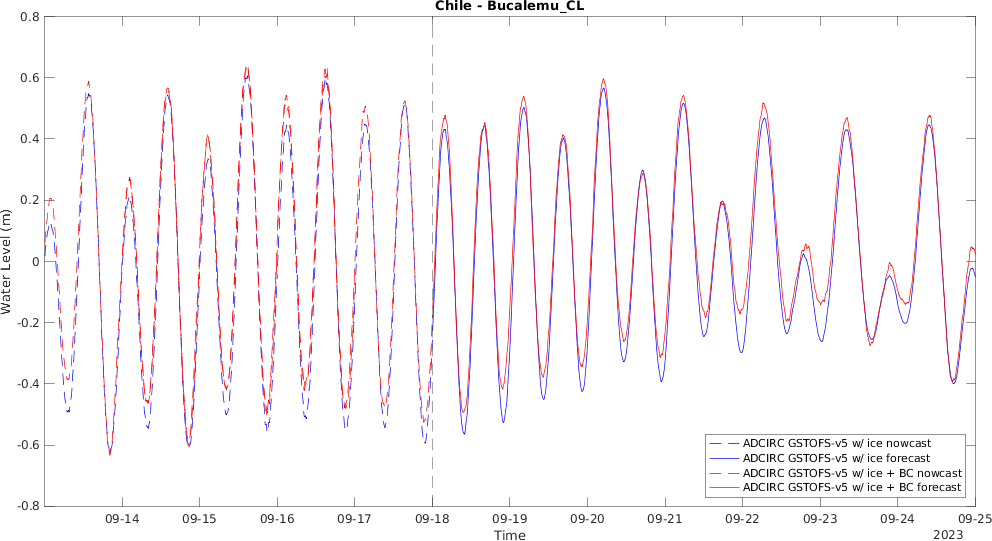 Chile - Bucalemu_CL
Water Level (m)
0.8
0.6
0.4
0.2
0
-0.2
-0.4
-0.6
-0.8
ADCIRC GSTOFS-v5 w/ ice nowcast
ADCIRC GSTOFS-v5 w/ ice forecast
ADCIRC GSTOFS-v5 w/ ice + BC nowcast
ADCIRC GSTOFS-v5 w/ ice + BC forecast
09-14 09-15 09-16 09-17 09-18 09-19 09-20 09-21 09-22 09-23 09-24 09-25
Time
2023